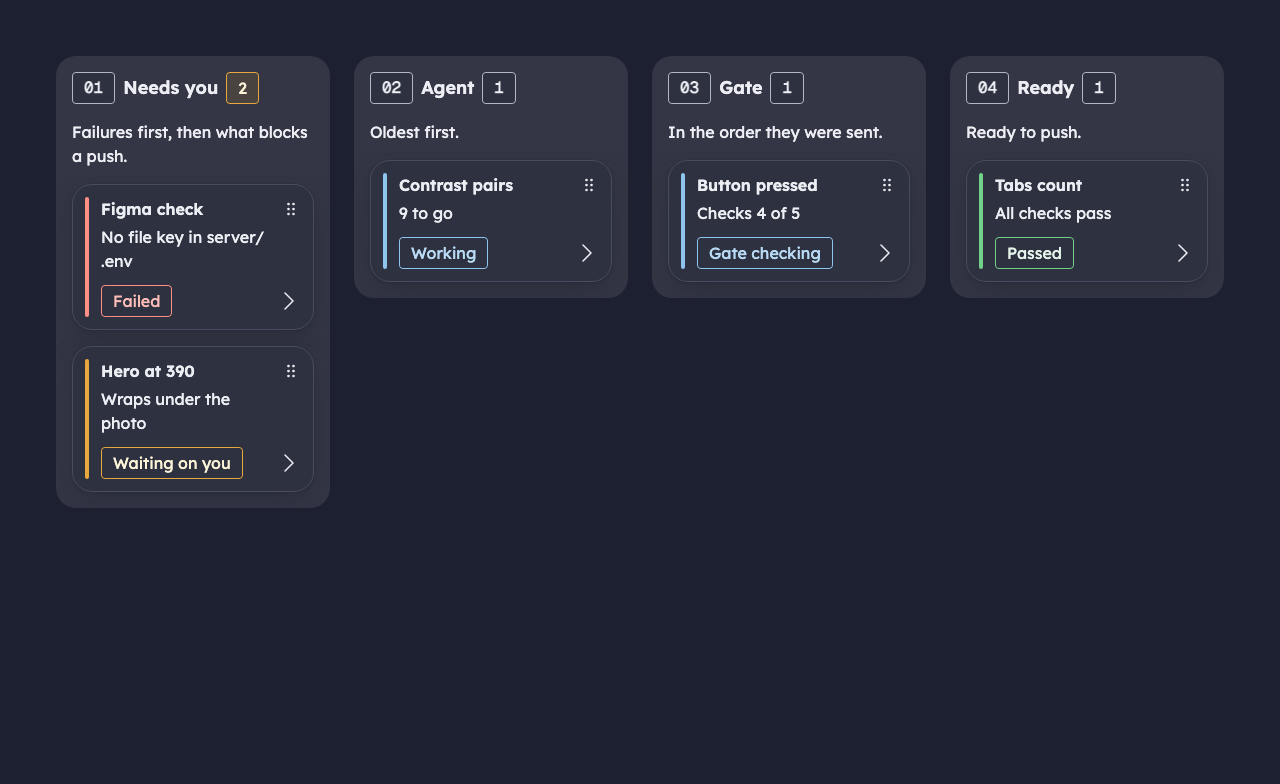 01 Needs you 2
Failures first, then what blocks
a push.
Figma check
No file key in server/
.env
Failed
Hero at 390
Wraps under the
photo
Waiting on you
02 Agent 1
Oldest first.
Contrast pairs
9 to go
Working
03 Gate 1
In the order they were sent.
Button pressed
Checks 4 of 5
Gate checking
04 Ready 1
Ready to push.
Tabs count
All checks pass
Passed